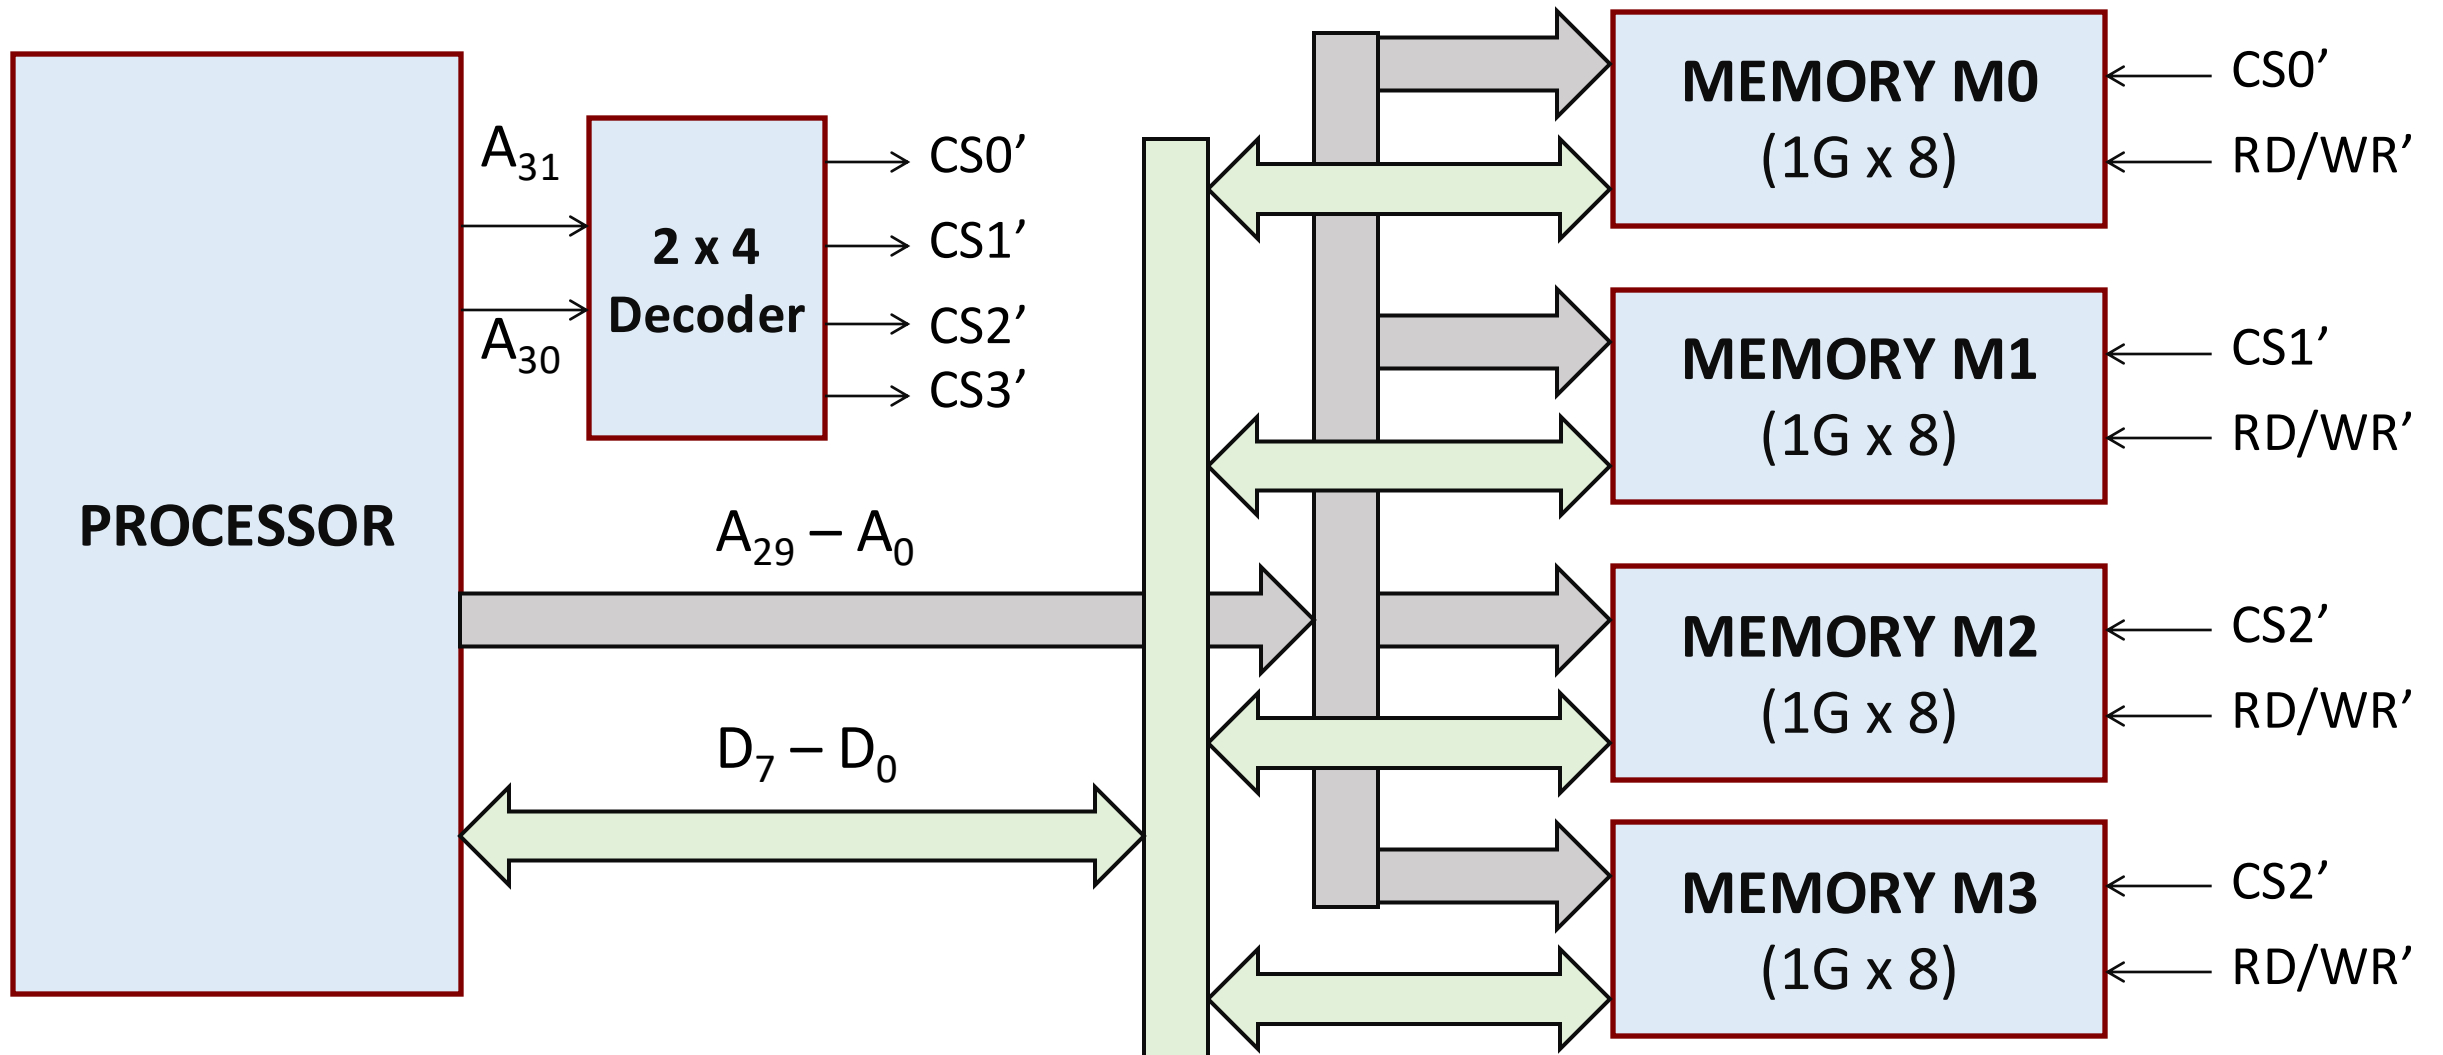 PROCESSOR
A31
A30
2 x 4
Decoder
CS0’
CS1’
CS2’
CS3’
A29 – A0
D7 – D0
MEMORY M0
(1G x 8)
CS0’
RD/WR’
MEMORY M1
(1G x 8)
CS1’
RD/WR’
MEMORY M2
(1G x 8)
CS2’
RD/WR’
MEMORY M3
(1G x 8)
CS2’
RD/WR’